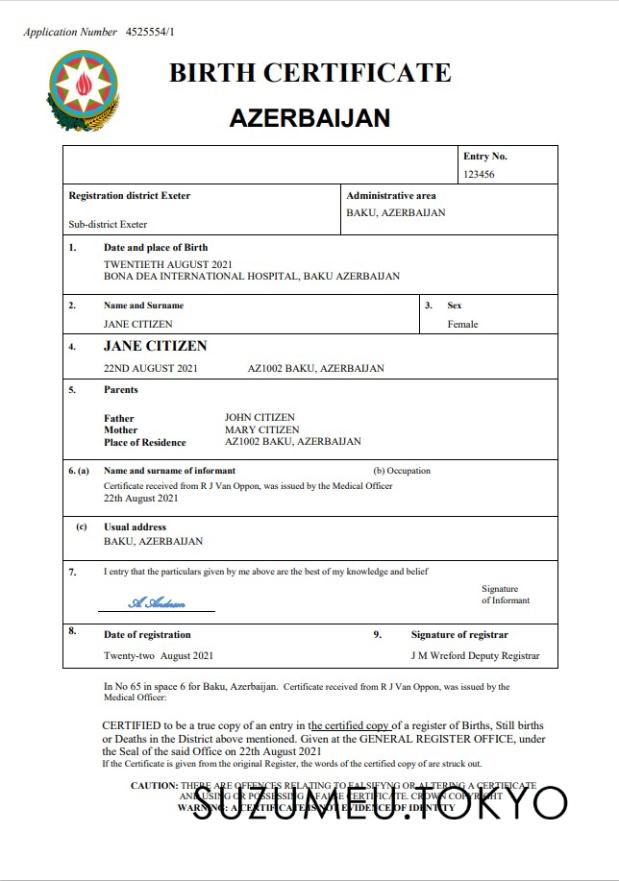 Application Number 4525554/1
BIRTH CERTIFICATE
AZERBAIJAN
Entry No.
123456
Registration district Exeter
Sub-district Exeter
Administrative area
BAKU, AZERBAIJAN
1. Date and place of Birth
TWENTIETH AUGUST 2021
BONA DEA INTERNATIONAL HOSPITAL, BAKU AZERBAIJAN
2. Name and Surname
JANE CITIZEN
3. Sex
Female
4. JANE CITIZEN
22ND AUGUST 2021 AZ1002 BAKU, AZERBAIJAN
5. Parents
Father JOHN CITIZEN
Mother MARY CITIZEN
Place of Residence AZ1002 BAKU, AZERBAIJAN
6. (a) Name and surname of informant (b) Occupation
Certificate received from R J Van Oppon, was issued by the Medical Officer
22th August 2021
(c) Usual address
BAKU, AZERBAIJAN
7. I entry that the particulars given by me above are the best of my knowledge and belief
A. Anderson
Signature
of Informant
8. Date of registration 9. Signature of registrar
Twenty-two August 2021 J M Wreford Deputy Registrar
In No 65 in space 6 for Baku, Azerbaijan. Certificate received from R J Van Oppon, was issued by the
Medical Officer:
CERTIFIED to be a true copy of an entry in the certified copy of a register of Births, Still births
or Deaths in the District above mentioned. Given at the GENERAL REGISTER OFFICE, under
the Seal of the said Office on 22th August 2021
If the Certificate is given from the original Register, the words of the certified copy of are struck out.
CAUTION: THERE ARE OFFENCES RELATING TO FALSIFYNG OR ALTERING A CERTIFICATE
AND USING OR POSSESSING A FALSE CERTIFICATE. CROWN COPYRIGHT
WARNING: A CERTIFICATE IS NOT EVIDENCE OF IDENTITY
SUZUMEU.TOKYO